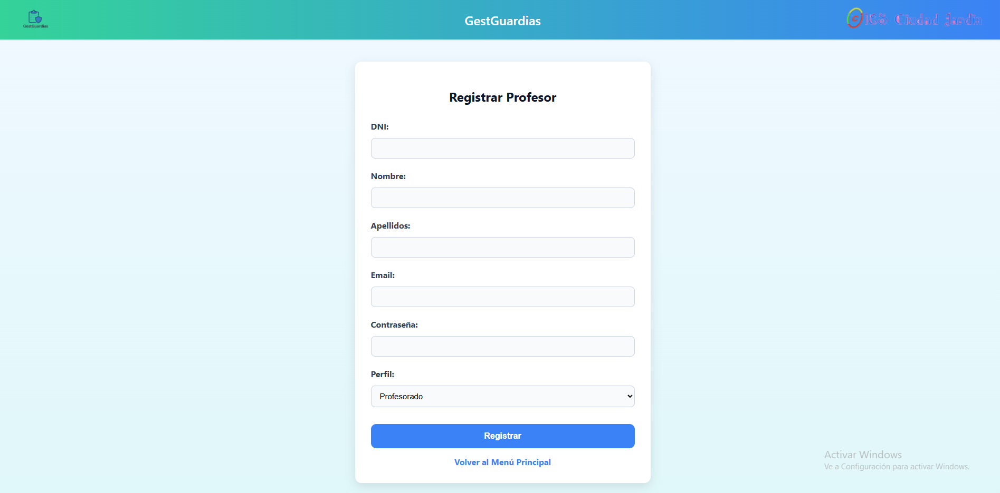 GestGuardias
GestGuardias
IES Ciudad Jardín
Registrar Profesor
DNI:
Nombre:
Apellidos:
Email:
Contraseña:
Perfil:
Profesorado
Registrar
Volver al Menú Principal
Activar Windows
Ve a Configuración para activar Windows.